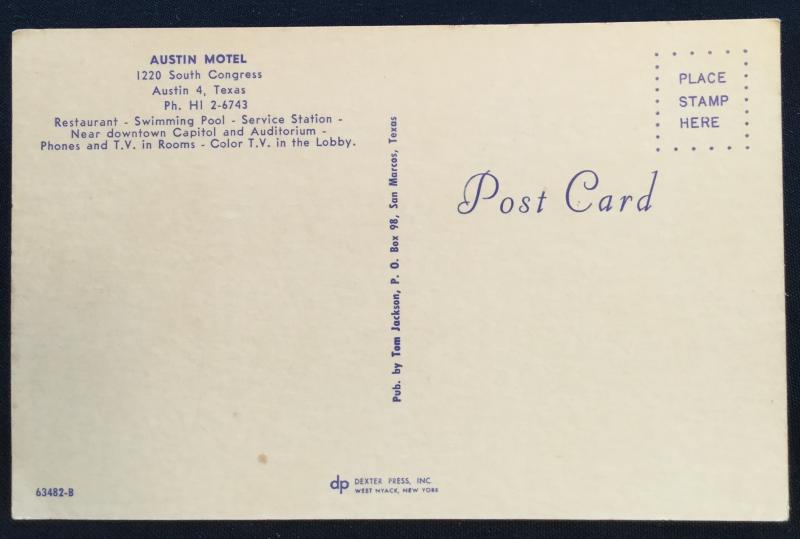 AUSTIN MOTEL
1220 South Congress
Austin 4, Texas
Ph. HI 2-6743
Restaurant - Swimming Pool - Service Station -
Near downtown Capitol and Auditorium -
Phones and T.V. in Rooms - Color T.V. in the Lobby.
Pub. by Tom Jackson, P. O. Box 98, San Marcos, Texas
PLACE
STAMP
HERE
Post Card
63482-B
dp DEXTER PRESS, INC.
WEST NYACK, NEW YORK